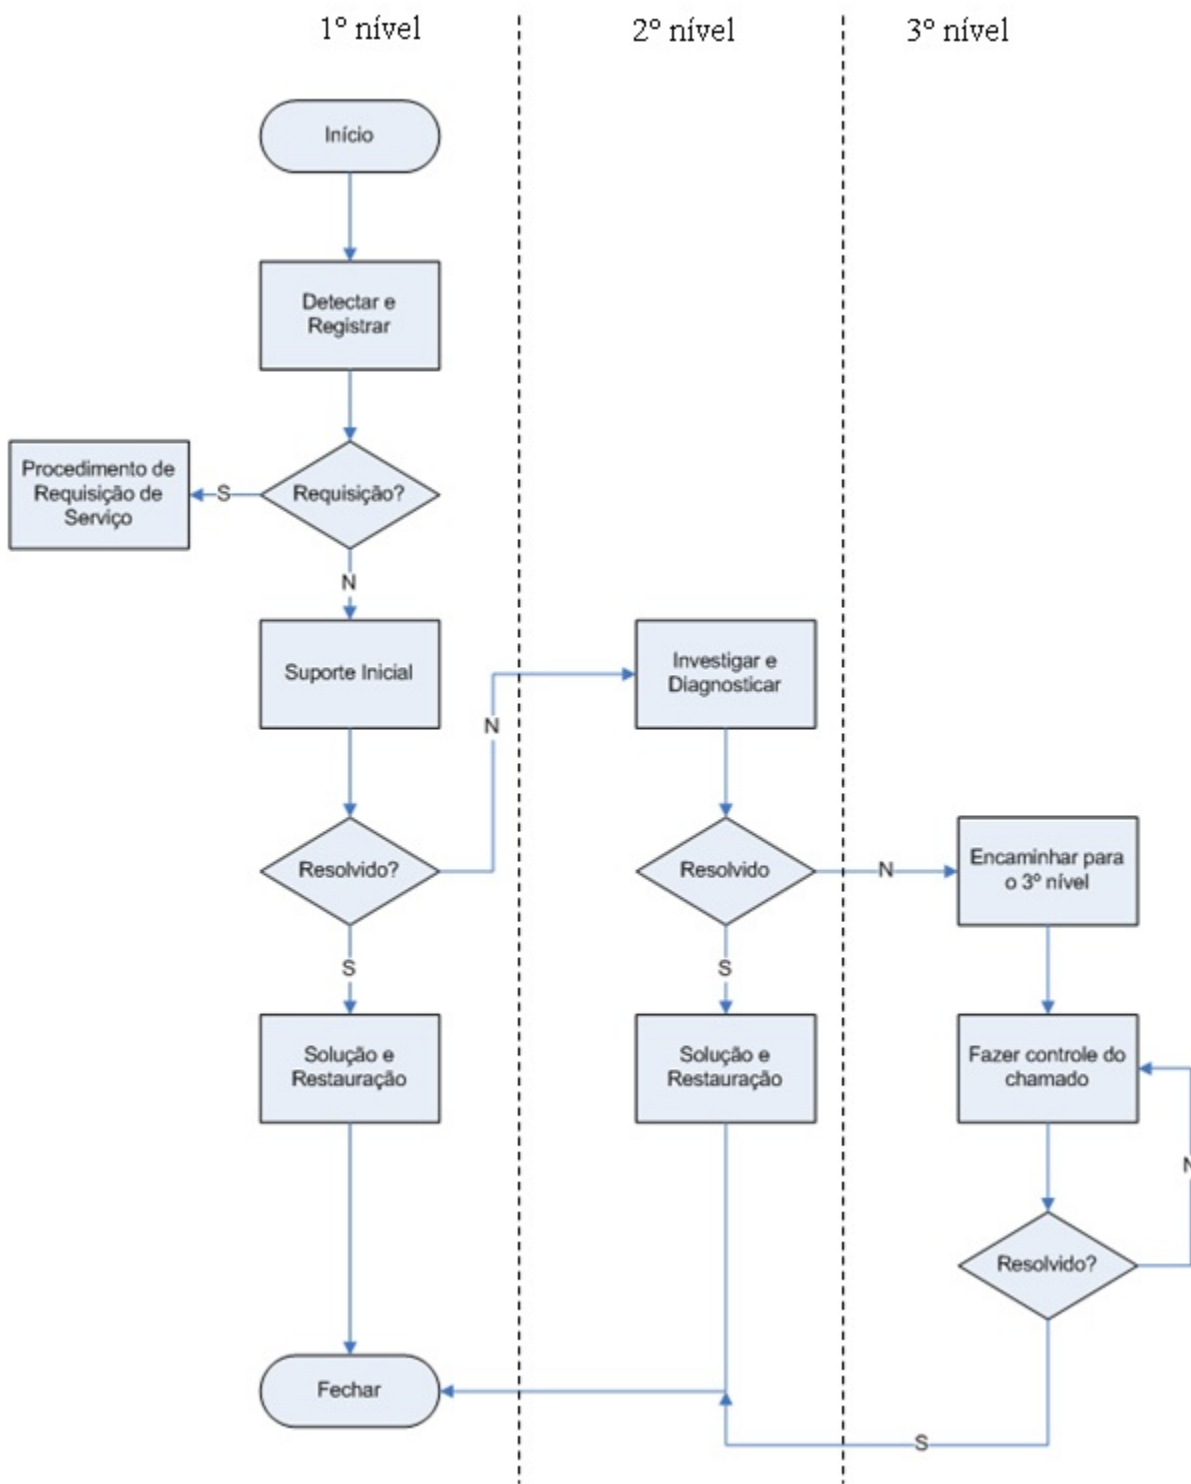 1º nível
2º nível
3º nível
Início
Detectar e
Registrar
Procedimento de
Requisição de
Serviço
S
Requisição?
N
Suporte Inicial
Investigar e
Diagnosticar
N
Resolvido?
Resolvido
N
Encaminhar para
o 3º nível
S
S
Solução e
Restauração
Solução e
Restauração
Fazer controle do
chamado
N
Resolvido?
Fechar
S